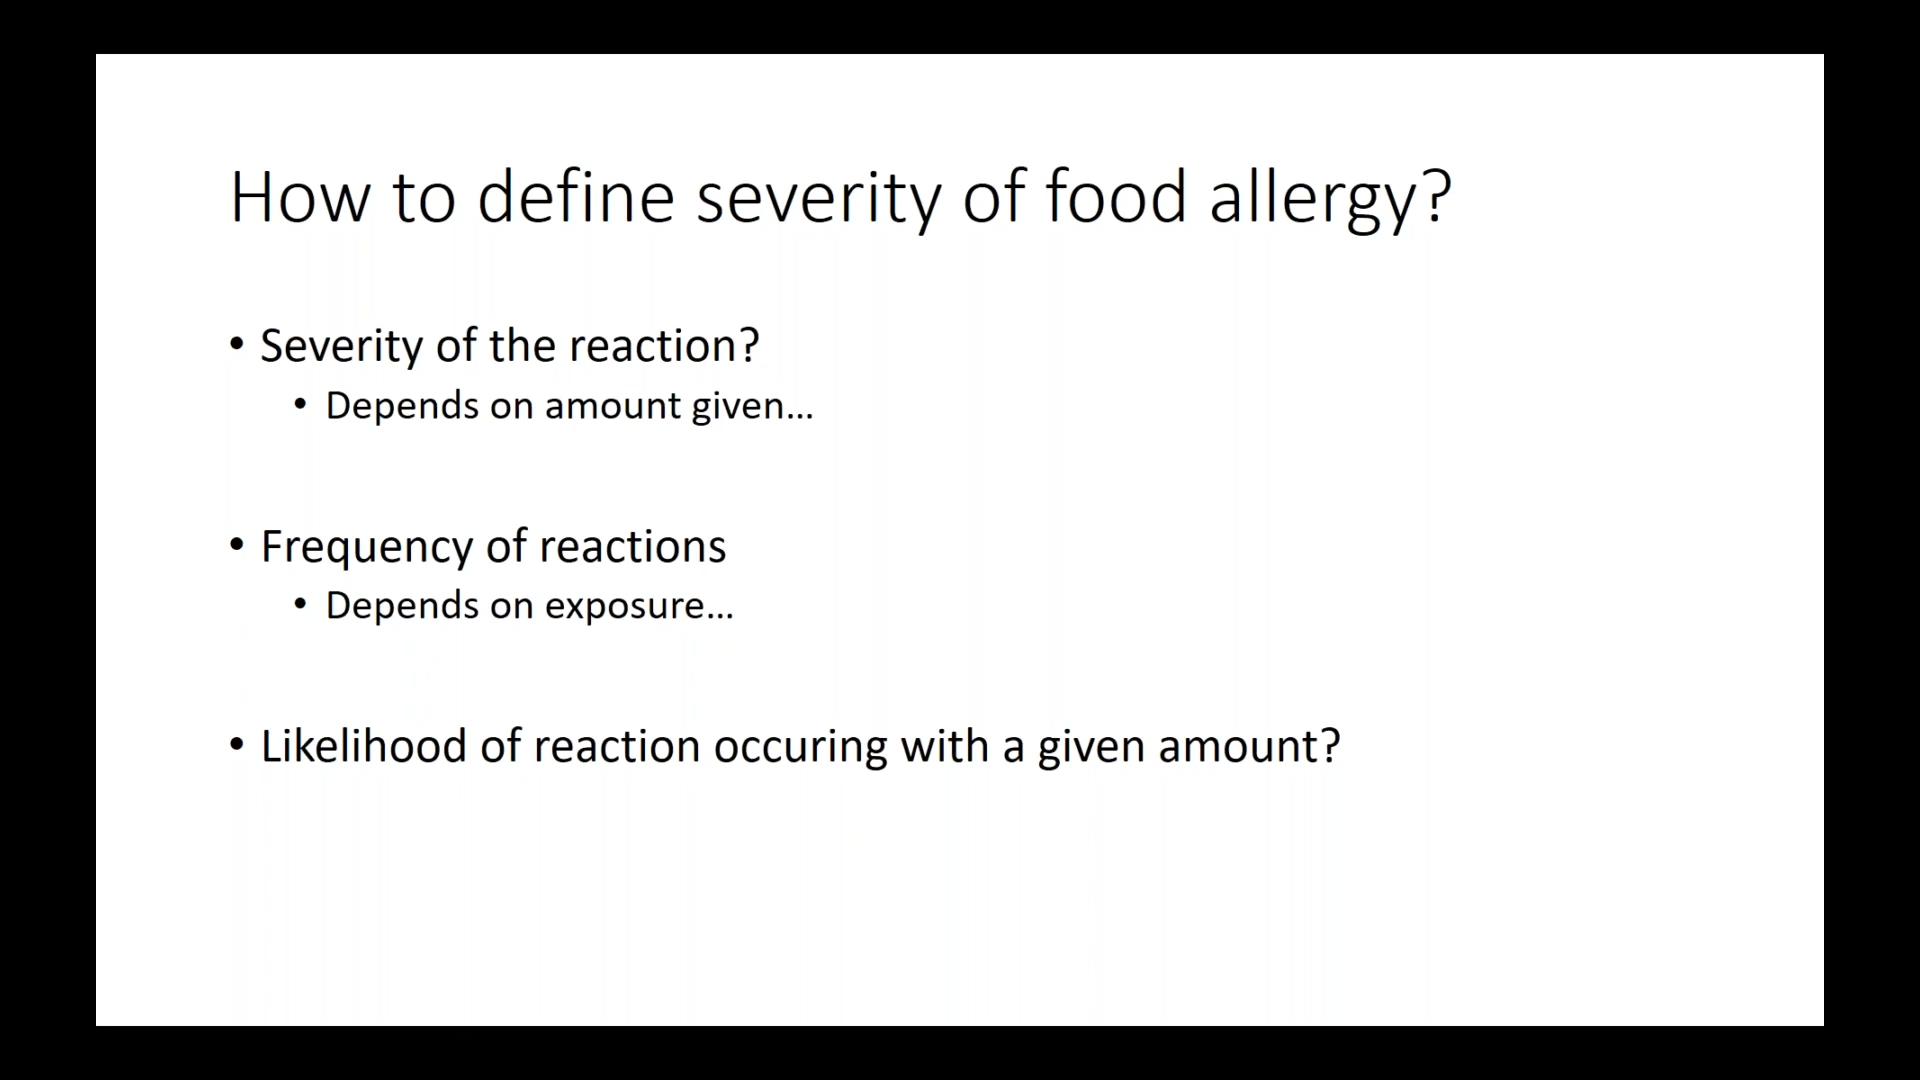 How to define severity of food allergy?
• Severity of the reaction?
• Depends on amount given...
• Frequency of reactions
• Depends on exposure...
• Likelihood of reaction occuring with a given amount?